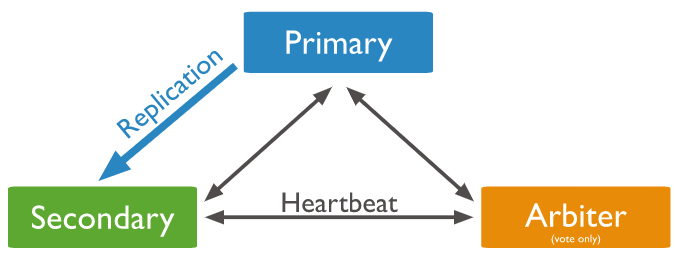 Primary
Replication
Heartbeat
Secondary
Arbiter
(vote only)